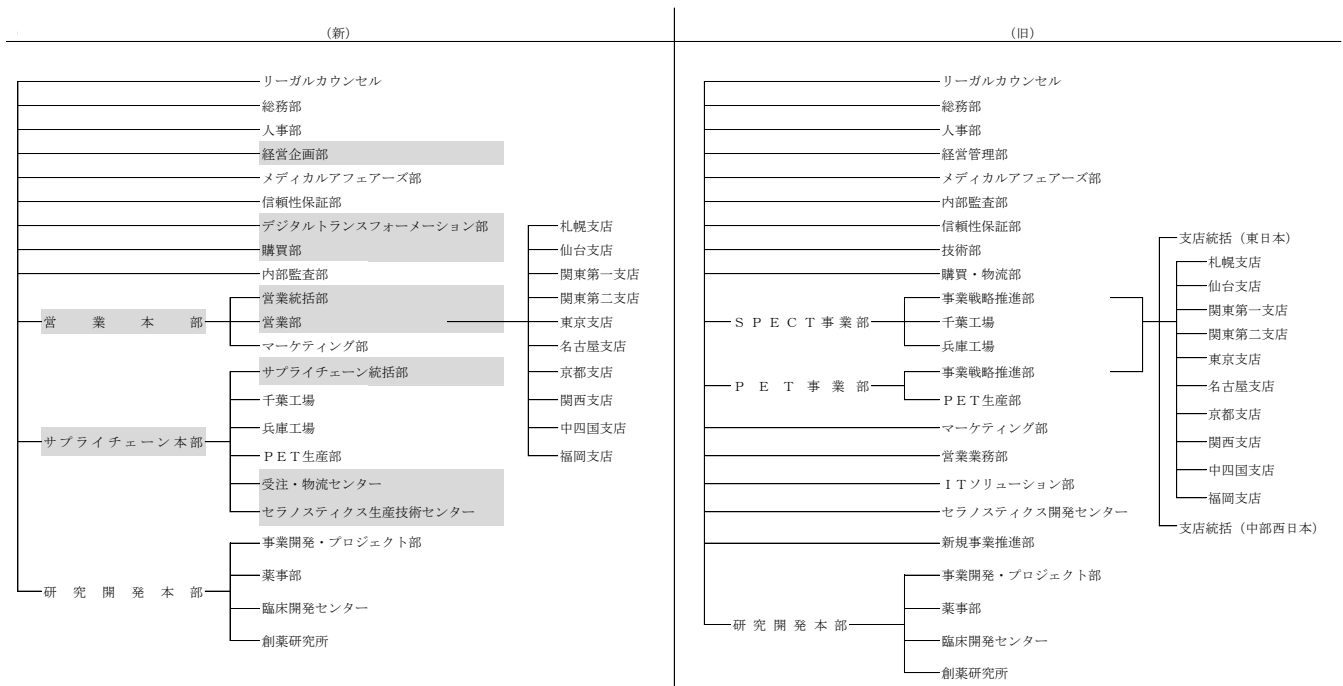 （新）
リーガルカウンセル
総務部
人事部
経営企画部
メディカルアフェアーズ部
信頼性保証部
デジタルトランスフォーメーション部
購買部
内部監査部
営業本部
営業統括部
営業部
マーケティング部
札幌支店
仙台支店
関東第一支店
関東第二支店
東京支店
名古屋支店
京都支店
関西支店
中四国支店
福岡支店
サプライチェーン本部
サプライチェーン統括部
千葉工場
兵庫工場
ＰＥＴ生産部
受注・物流センター
セラノスティクス生産技術センター
研究開発本部
事業開発・プロジェクト部
薬事部
臨床開発センター
創薬研究所
（旧）
リーガルカウンセル
総務部
人事部
経営管理部
メディカルアフェアーズ部
内部監査部
信頼性保証部
技術部
購買・物流部
ＳＰＥＣＴ事業部
事業戦略推進部
千葉工場
兵庫工場
ＰＥＴ事業部
事業戦略推進部
ＰＥＴ生産部
支店統括（東日本）
札幌支店
仙台支店
関東第一支店
関東第二支店
東京支店
名古屋支店
京都支店
関西支店
中四国支店
福岡支店
支店統括（中部西日本）
マーケティング部
営業業務部
ＩＴソリューション部
セラノスティクス開発センター
新規事業推進部
研究開発本部
事業開発・プロジェクト部
薬事部
臨床開発センター
創薬研究所